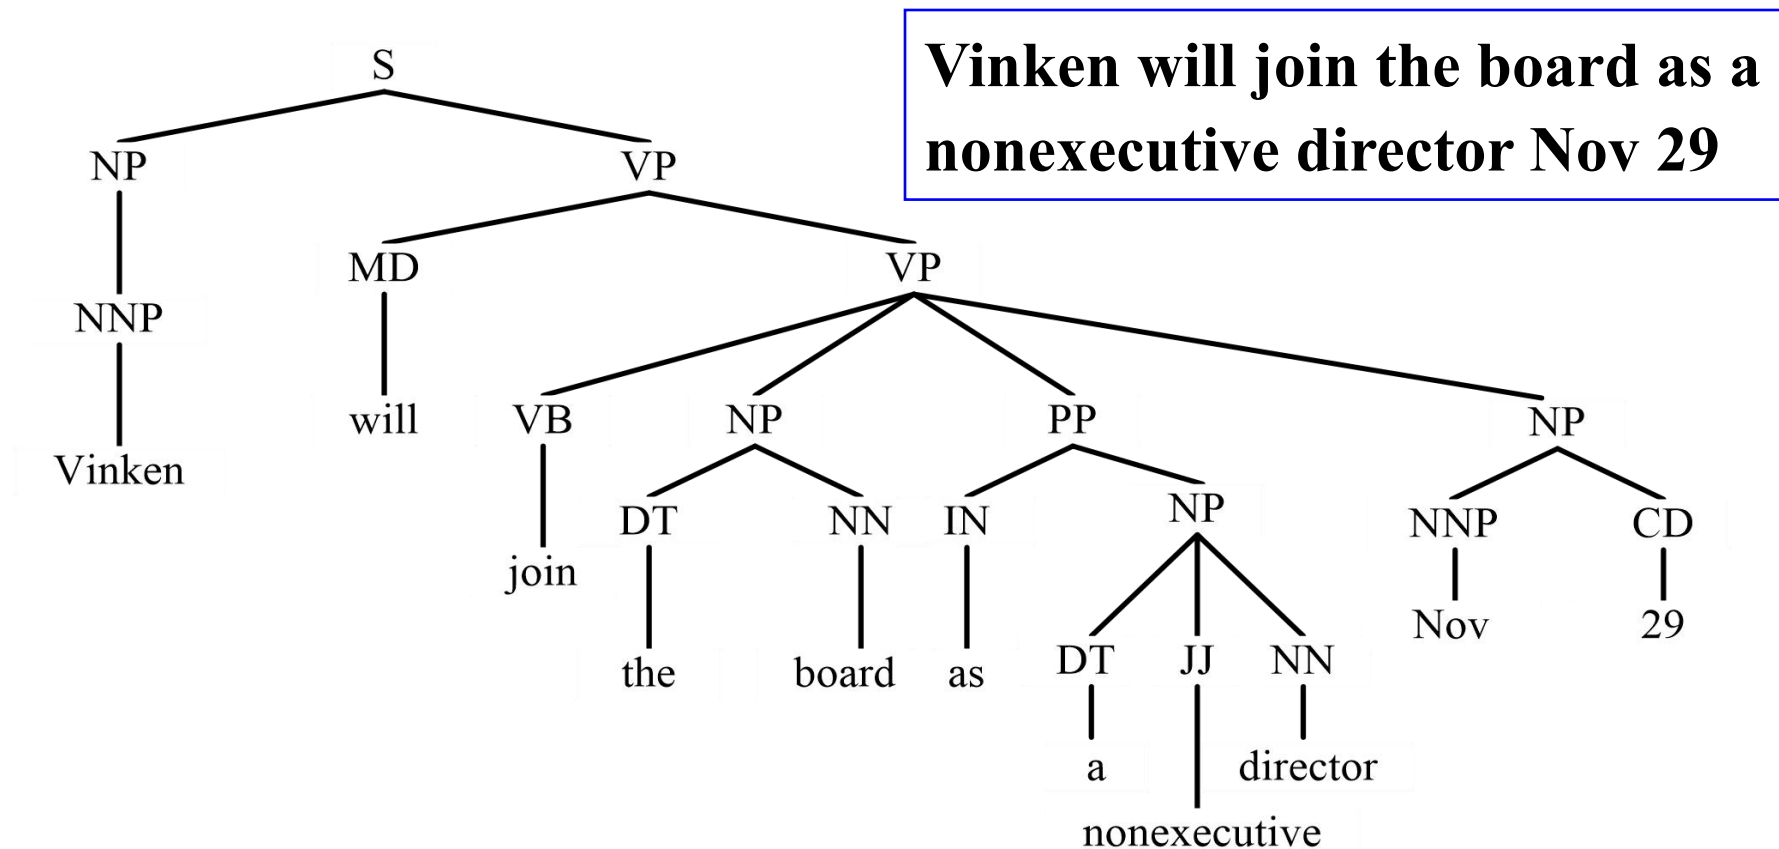 Vinken will join the board as a
nonexecutive director Nov 29
S
NP VP
MD VP
NNP
will VB NP PP NP
Vinken
DT NN IN NP NNP CD
join
Nov 29
the board as DT JJ NN
a director
nonexecutive